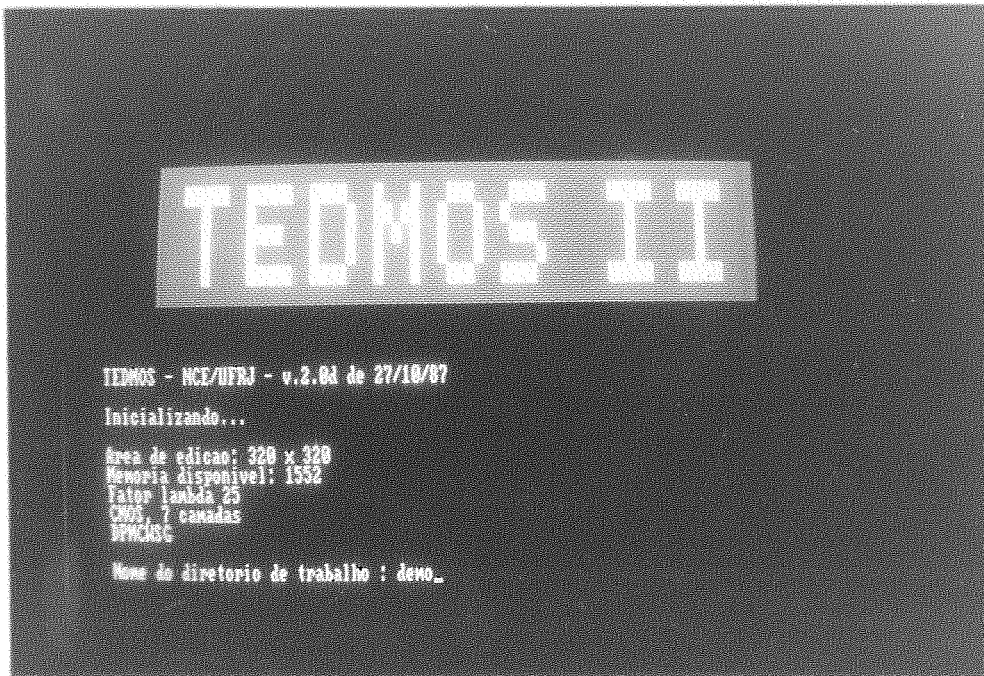 TEDMOS II
TEDMOS - NCE/UFRJ - v.2.0d de 27/10/87
Inicializando...
Area de edicao: 320 x 320
Memoria disponivel: 1552
Fator lambda 25
CMOS, 7 camadas
DPMCWSG
Nome do diretorio de trabalho : demo_